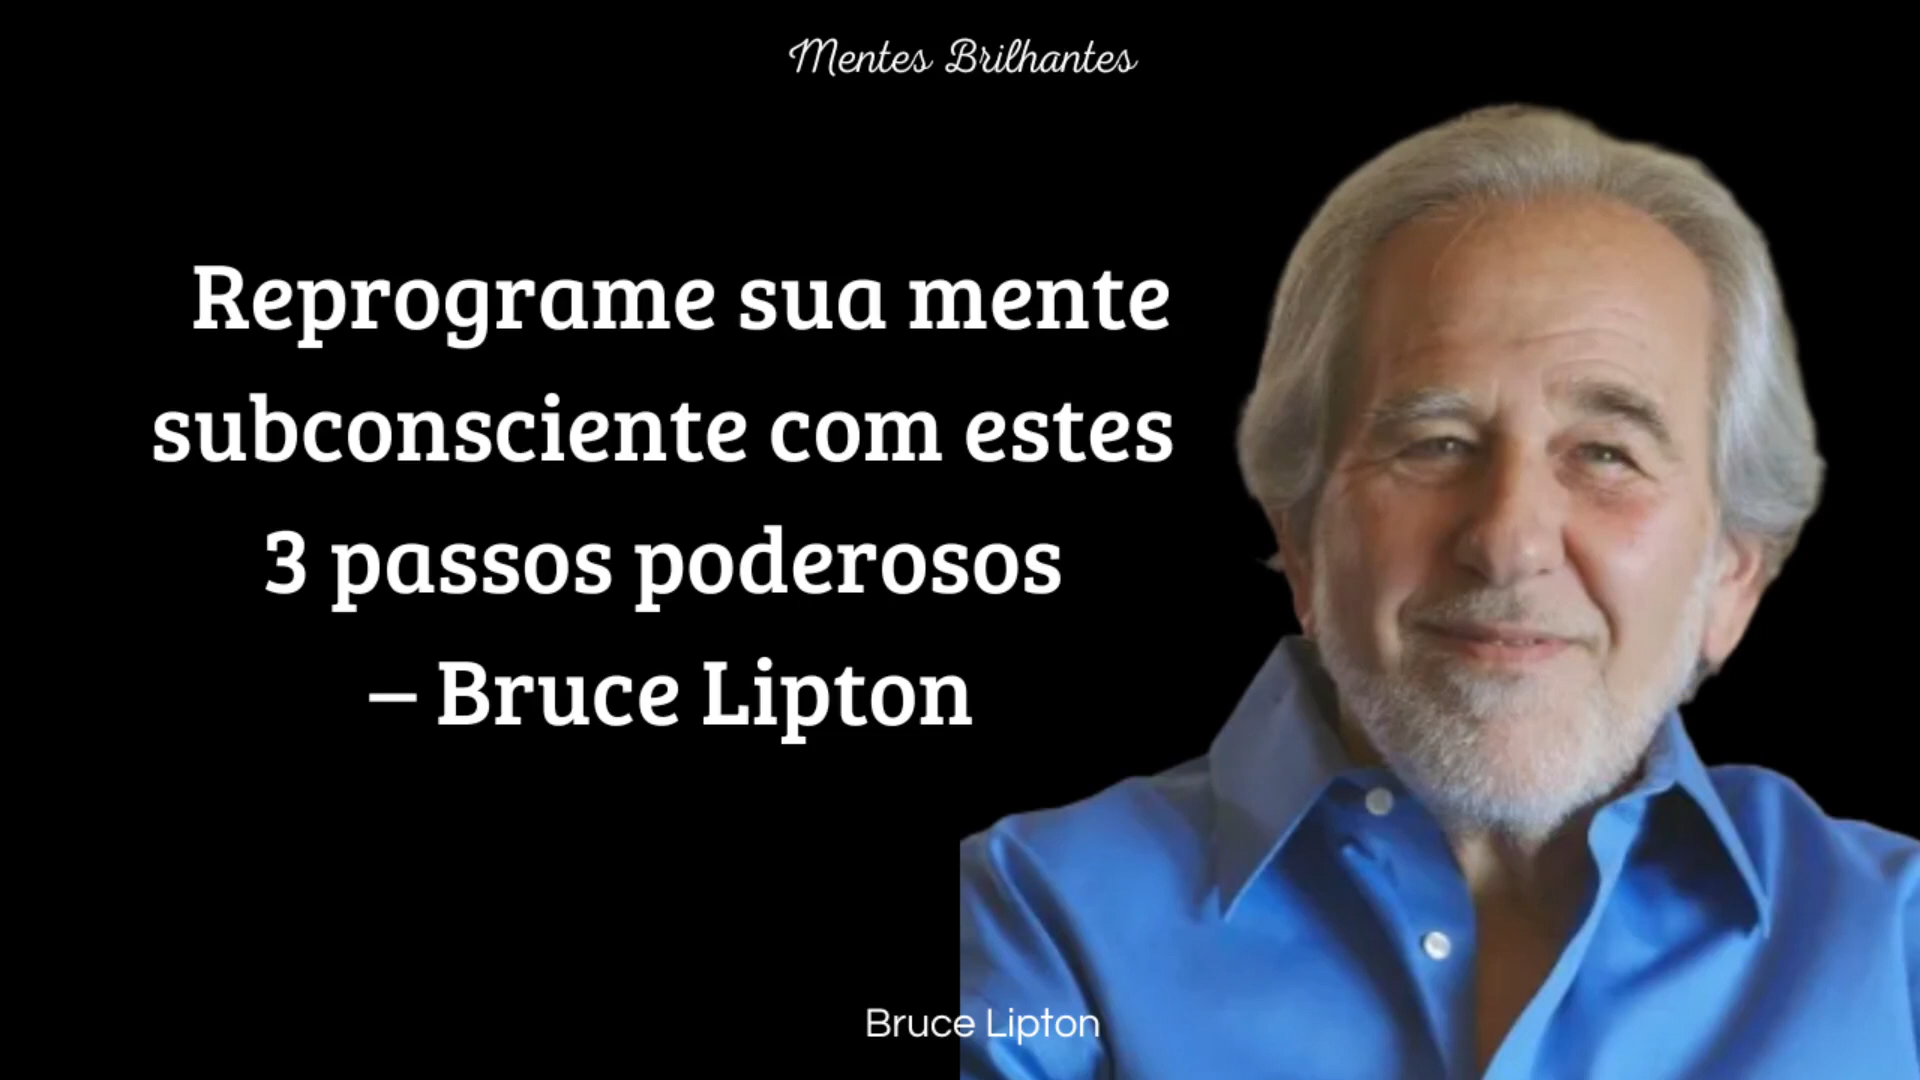 Mentes Brilhantes
Reprograme sua mente
subconsciente com estes
3 passos poderosos
– Bruce Lipton
Bruce Lipton